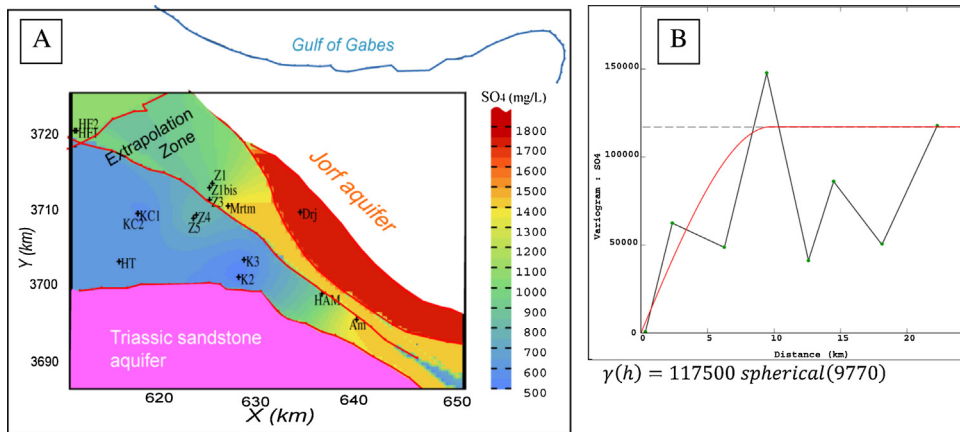 A
Gulf of Gabes
SO4 (mg/L)
1800
1700
1600
1500
1400
1300
1200
1100
1000
900
800
700
600
500
Jorf aquifer
Extrapolation
Zone
HF2
HF1
Z1
Z1bis
Z3
Mrtm
Z4
Z5
KC1
KC2
Drj
HT
K3
K2
HAM
Am
Triassic sandstone
aquifer
Y (km)
3720
3710
3700
3690
620
630
640
650
X (km)
B
Variogram : SO4
150000
100000
50000
0
0
5
10
15
20
Distance (km)
γ(h) = 117500 spherical(9770)